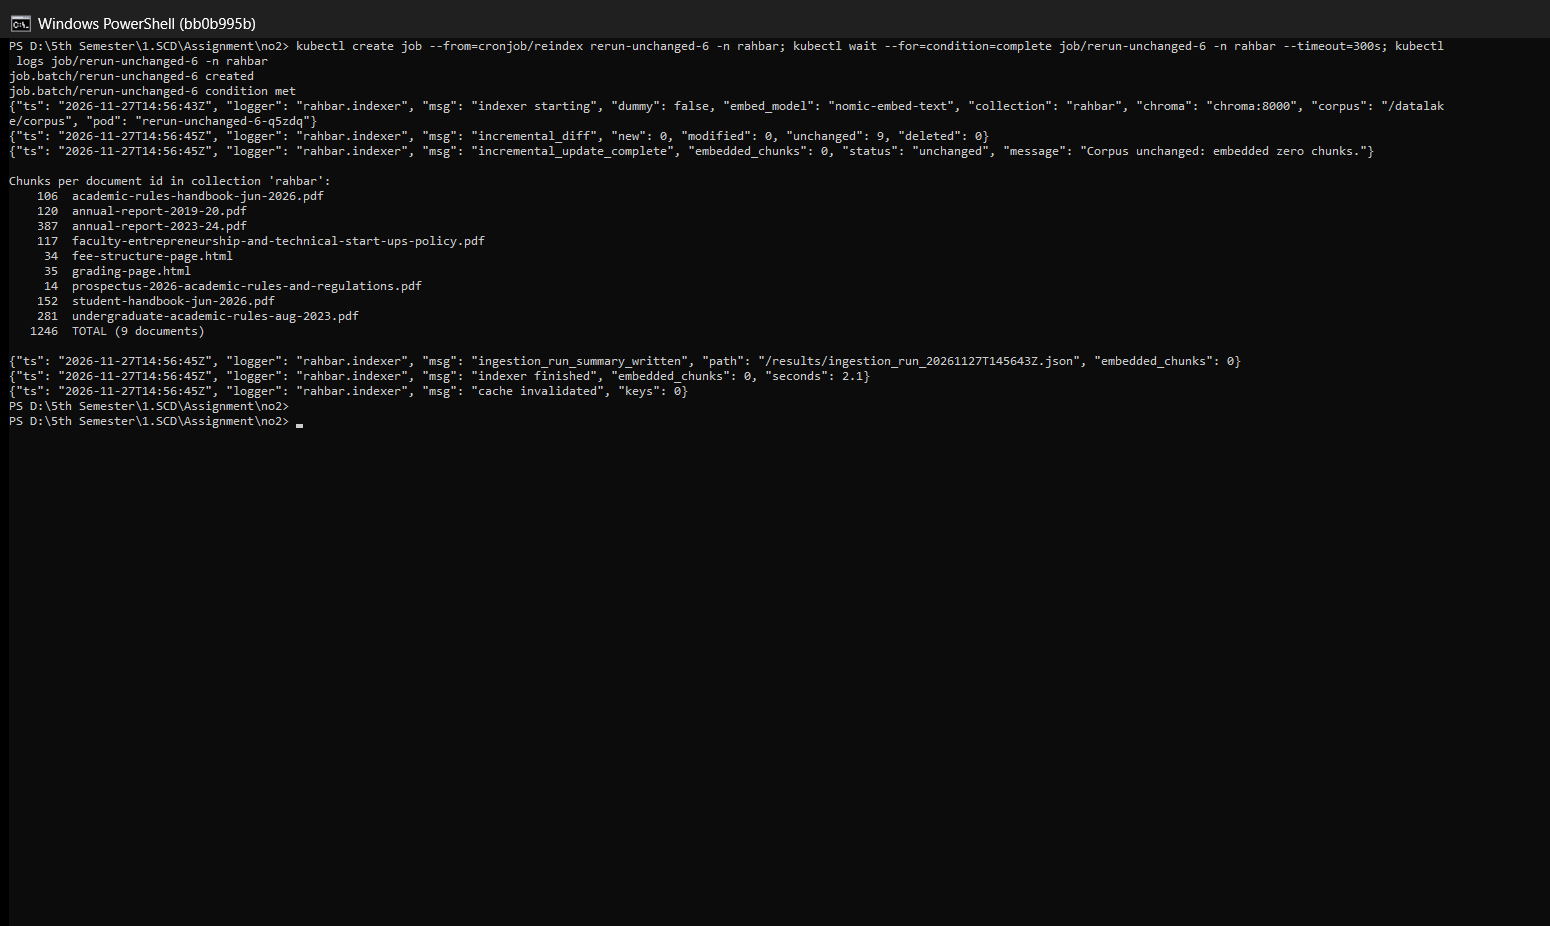 Windows PowerShell (bb0b995b)
PS D:\5th Semester\1.SCD\Assignment\no2> kubectl create job --from=cronjob/reindex rerun-unchanged-6 -n rahbar; kubectl wait --for=condition=complete job/rerun-unchanged-6 -n rahbar --timeout=300s; kubectl
 logs job/rerun-unchanged-6 -n rahbar
job.batch/rerun-unchanged-6 created
job.batch/rerun-unchanged-6 condition met
{"ts": "2026-11-27T14:56:43Z", "logger": "rahbar.indexer", "msg": "indexer starting", "dummy": false, "embed_model": "nomic-embed-text", "collection": "rahbar", "chroma": "chroma:8000", "corpus": "/datalak
e/corpus", "pod": "rerun-unchanged-6-q5zdq"}
{"ts": "2026-11-27T14:56:45Z", "logger": "rahbar.indexer", "msg": "incremental_diff", "new": 0, "modified": 0, "unchanged": 9, "deleted": 0}
{"ts": "2026-11-27T14:56:45Z", "logger": "rahbar.indexer", "msg": "incremental_update_complete", "embedded_chunks": 0, "status": "unchanged", "message": "Corpus unchanged: embedded zero chunks."}
Chunks per document id in collection 'rahbar':
    106  academic-rules-handbook-jun-2026.pdf
    120  annual-report-2019-20.pdf
    387  annual-report-2023-24.pdf
    117  faculty-entrepreneurship-and-technical-start-ups-policy.pdf
     34  fee-structure-page.html
     35  grading-page.html
     14  prospectus-2026-academic-rules-and-regulations.pdf
    152  student-handbook-jun-2026.pdf
    281  undergraduate-academic-rules-aug-2023.pdf
   1246  TOTAL (9 documents)
{"ts": "2026-11-27T14:56:45Z", "logger": "rahbar.indexer", "msg": "ingestion_run_summary_written", "path": "/results/ingestion_run_20261127T145643Z.json", "embedded_chunks": 0}
{"ts": "2026-11-27T14:56:45Z", "logger": "rahbar.indexer", "msg": "indexer finished", "embedded_chunks": 0, "seconds": 2.1}
{"ts": "2026-11-27T14:56:45Z", "logger": "rahbar.indexer", "msg": "cache invalidated", "keys": 0}
PS D:\5th Semester\1.SCD\Assignment\no2>
PS D:\5th Semester\1.SCD\Assignment\no2>